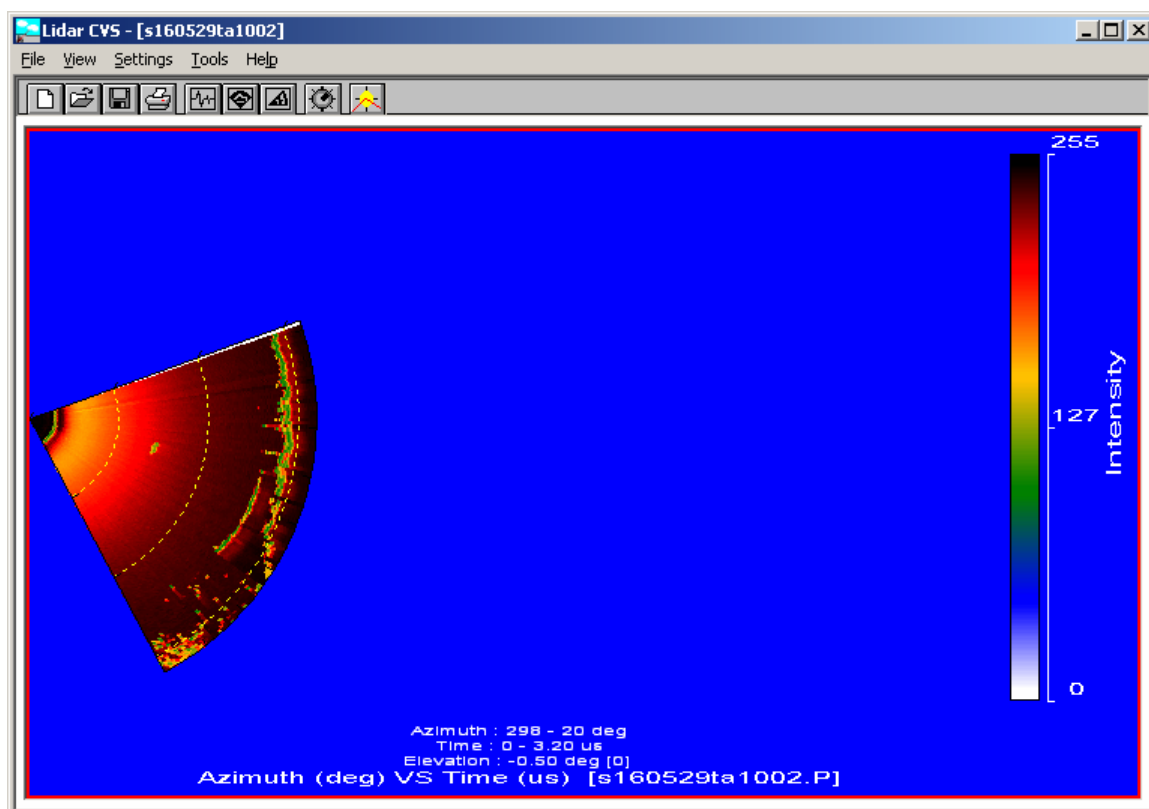 Lidar CVS - [s160529ta1002]
File View Settings Tools Help
255
127
Intensity
0
Azimuth : 298 - 20 deg
Time : 0 - 3.20 us
Elevation : -0.50 deg [0]
Azimuth (deg) VS Time (us) [s160529ta1002.P]